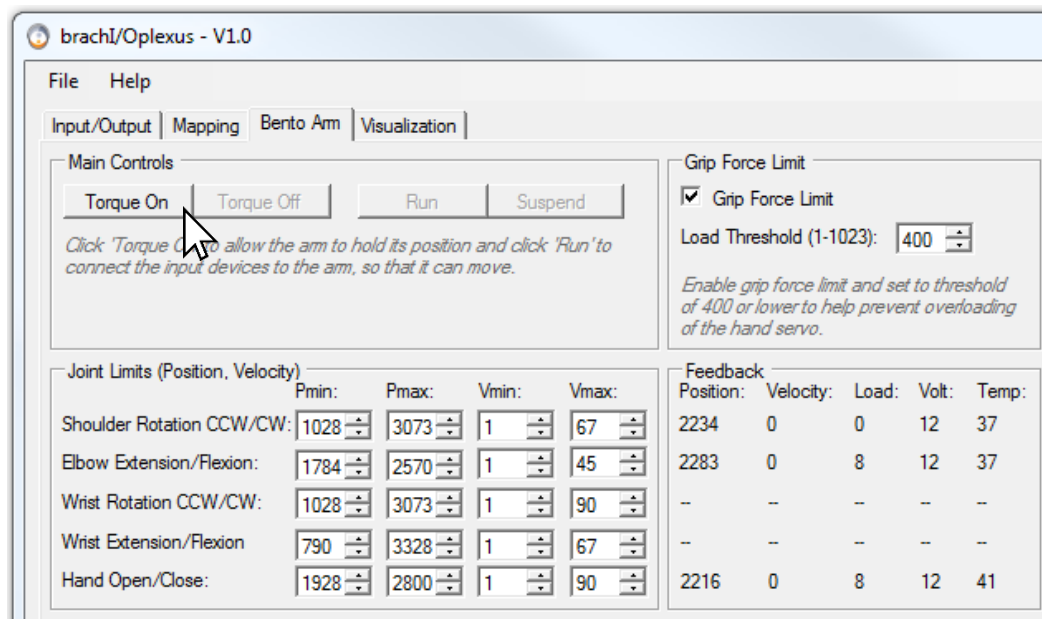 brachI/Oplexus - V1.0
File Help
Input/Output Mapping Bento Arm Visualization
Main Controls
Torque On Torque Off Run Suspend
Click 'Torque to allow the arm to hold its position and click 'Run' to
connect the input devices to the arm, so that it can move.
Grip Force Limit
Grip Force Limit
Load Threshold (1-1023): 400
Enable grip force limit and set to threshold
of 400 or lower to help prevent overloading
of the hand servo.
Joint Limits (Position, Velocity)
Pmin: Pmax: Vmin: Vmax:
Shoulder Rotation CCW/CW: 1028 3073 1 67
Elbow Extension/Flexion: 1784 2570 1 45
Wrist Rotation CCW/CW: 1028 3073 1 90
Wrist Extension/Flexion 790 3328 1 67
Hand Open/Close: 1928 2800 1 90
Feedback
Position: Velocity: Load: Volt: Temp:
2234 0 0 12 37
2283 0 8 12 37
-- -- -- -- --
-- -- -- -- --
2216 0 8 12 41